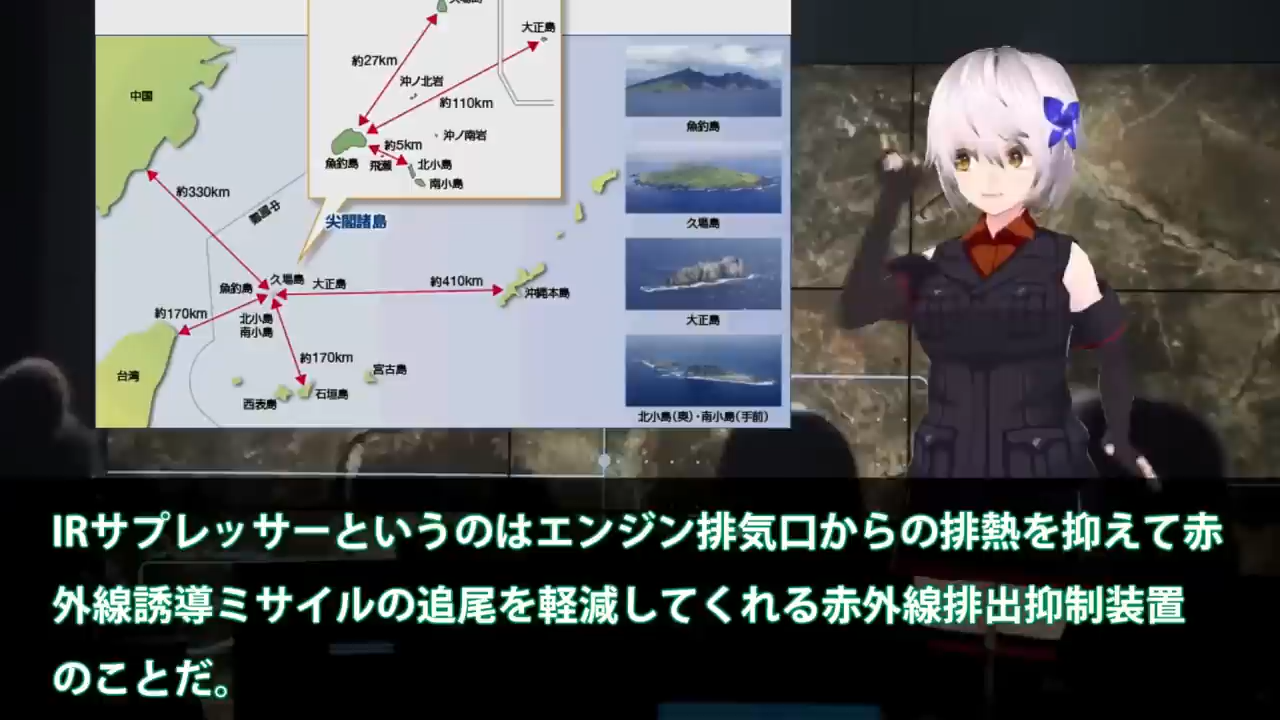 久場島
大正島
約27km
沖ノ北岩
約110km
沖ノ南岩
約5km
魚釣島
飛瀬
北小島
南小島
中国
約330km
尖閣諸島
魚釣島
久場島
大正島
約410km
沖縄本島
約170km
北小島
南小島
約170km
台湾
宮古島
西表島
石垣島
魚釣島
久場島
大正島
北小島(奥)・南小島(手前)
IRサプレッサーというのはエンジン排気口からの排熱を抑えて赤
外線誘導ミサイルの追尾を軽減してくれる赤外線排出抑制装置
のことだ。